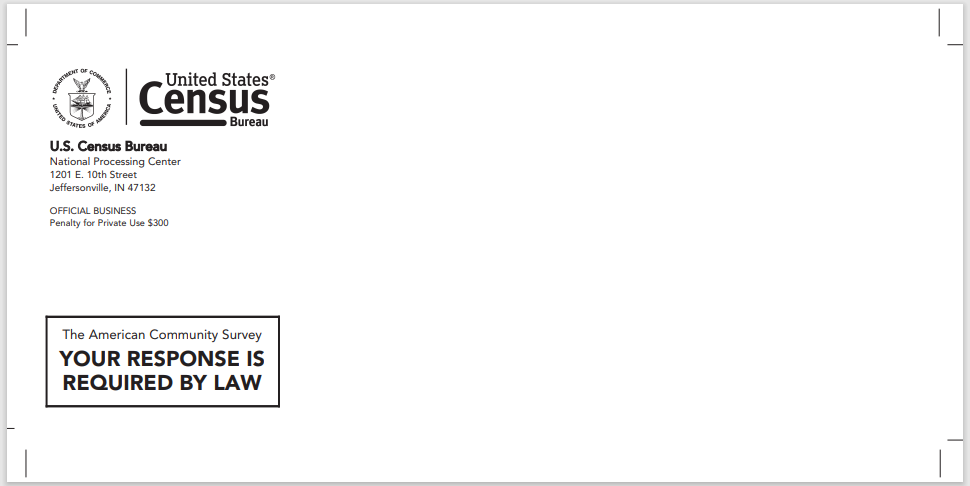 DEPARTMENT OF COMMERCE
UNITED STATES OF AMERICA
United States®
Census
Bureau
U.S. Census Bureau
National Processing Center
1201 E. 10th Street
Jeffersonville, IN 47132
OFFICIAL BUSINESS
Penalty for Private Use $300
The American Community Survey
YOUR RESPONSE IS
REQUIRED BY LAW